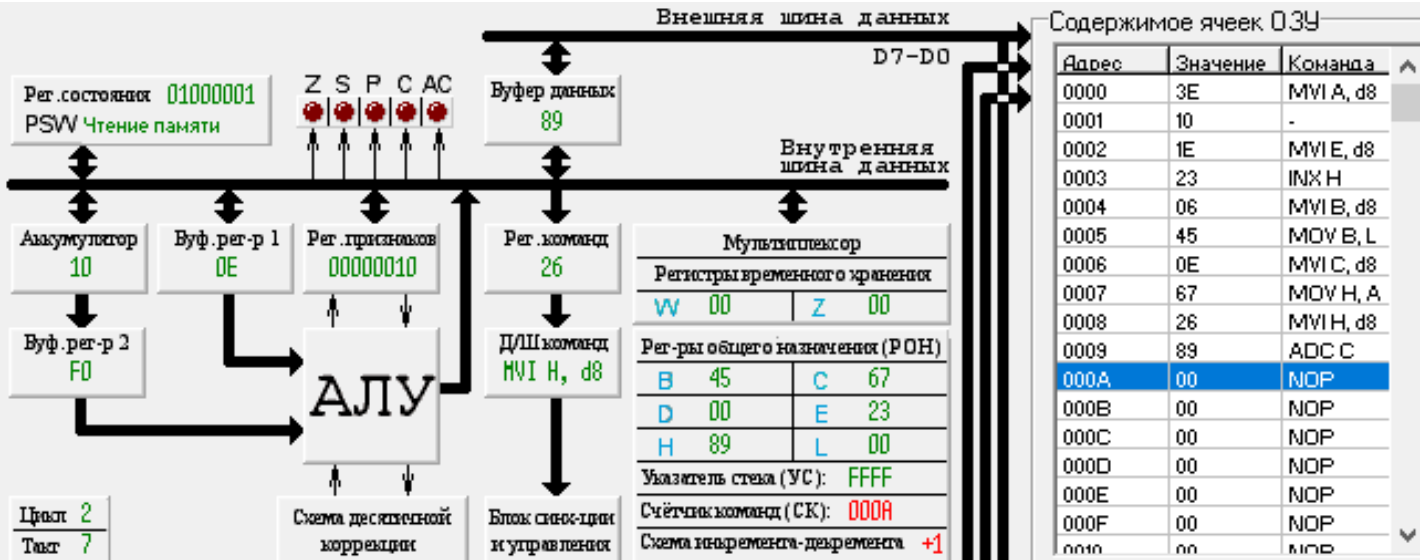 Внешняя шина данных
D7-D0
Рег.состояния 01000001
PSW Чтение памяти
Z S P C AC
Буфер данных
89
Внутренняя
шина данных
Аккумулятор
10
Буф.рег-р 1
0E
Рег.признаков
00000010
Рег.команд
26
Мультиплексор
Регистры временного хранения
W 00 Z 00
Буф.рег-р 2
F0
АЛУ
Д/Ш команд
MVI H, d8
Рег-ры общего назначения (РОН)
B 45 C 67
D 00 E 23
H 89 L 00
Указатель стека (УС): FFFF
Счётчик команд (СК): 000A
Схема инкремента-декремента +1
Цикл 2
Такт 7
Схема десятичной
коррекции
Блок синх-ции
и управления
Содержимое ячеек ОЗУ
Адрес Значение Команда
0000 3E MVI A, d8
0001 10 -
0002 1E MVI E, d8
0003 23 INX H
0004 06 MVI B, d8
0005 45 MOV B, L
0006 0E MVI C, d8
0007 67 MOV H, A
0008 26 MVI H, d8
0009 89 ADC C
000A 00 NOP
000B 00 NOP
000C 00 NOP
000D 00 NOP
000E 00 NOP
000F 00 NOP
0010 00 NOP